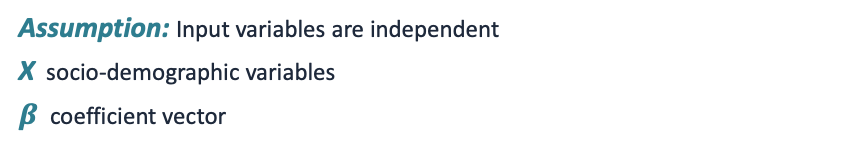 Assumption: Input variables are independent
X socio-demographic variables
β coefficient vector